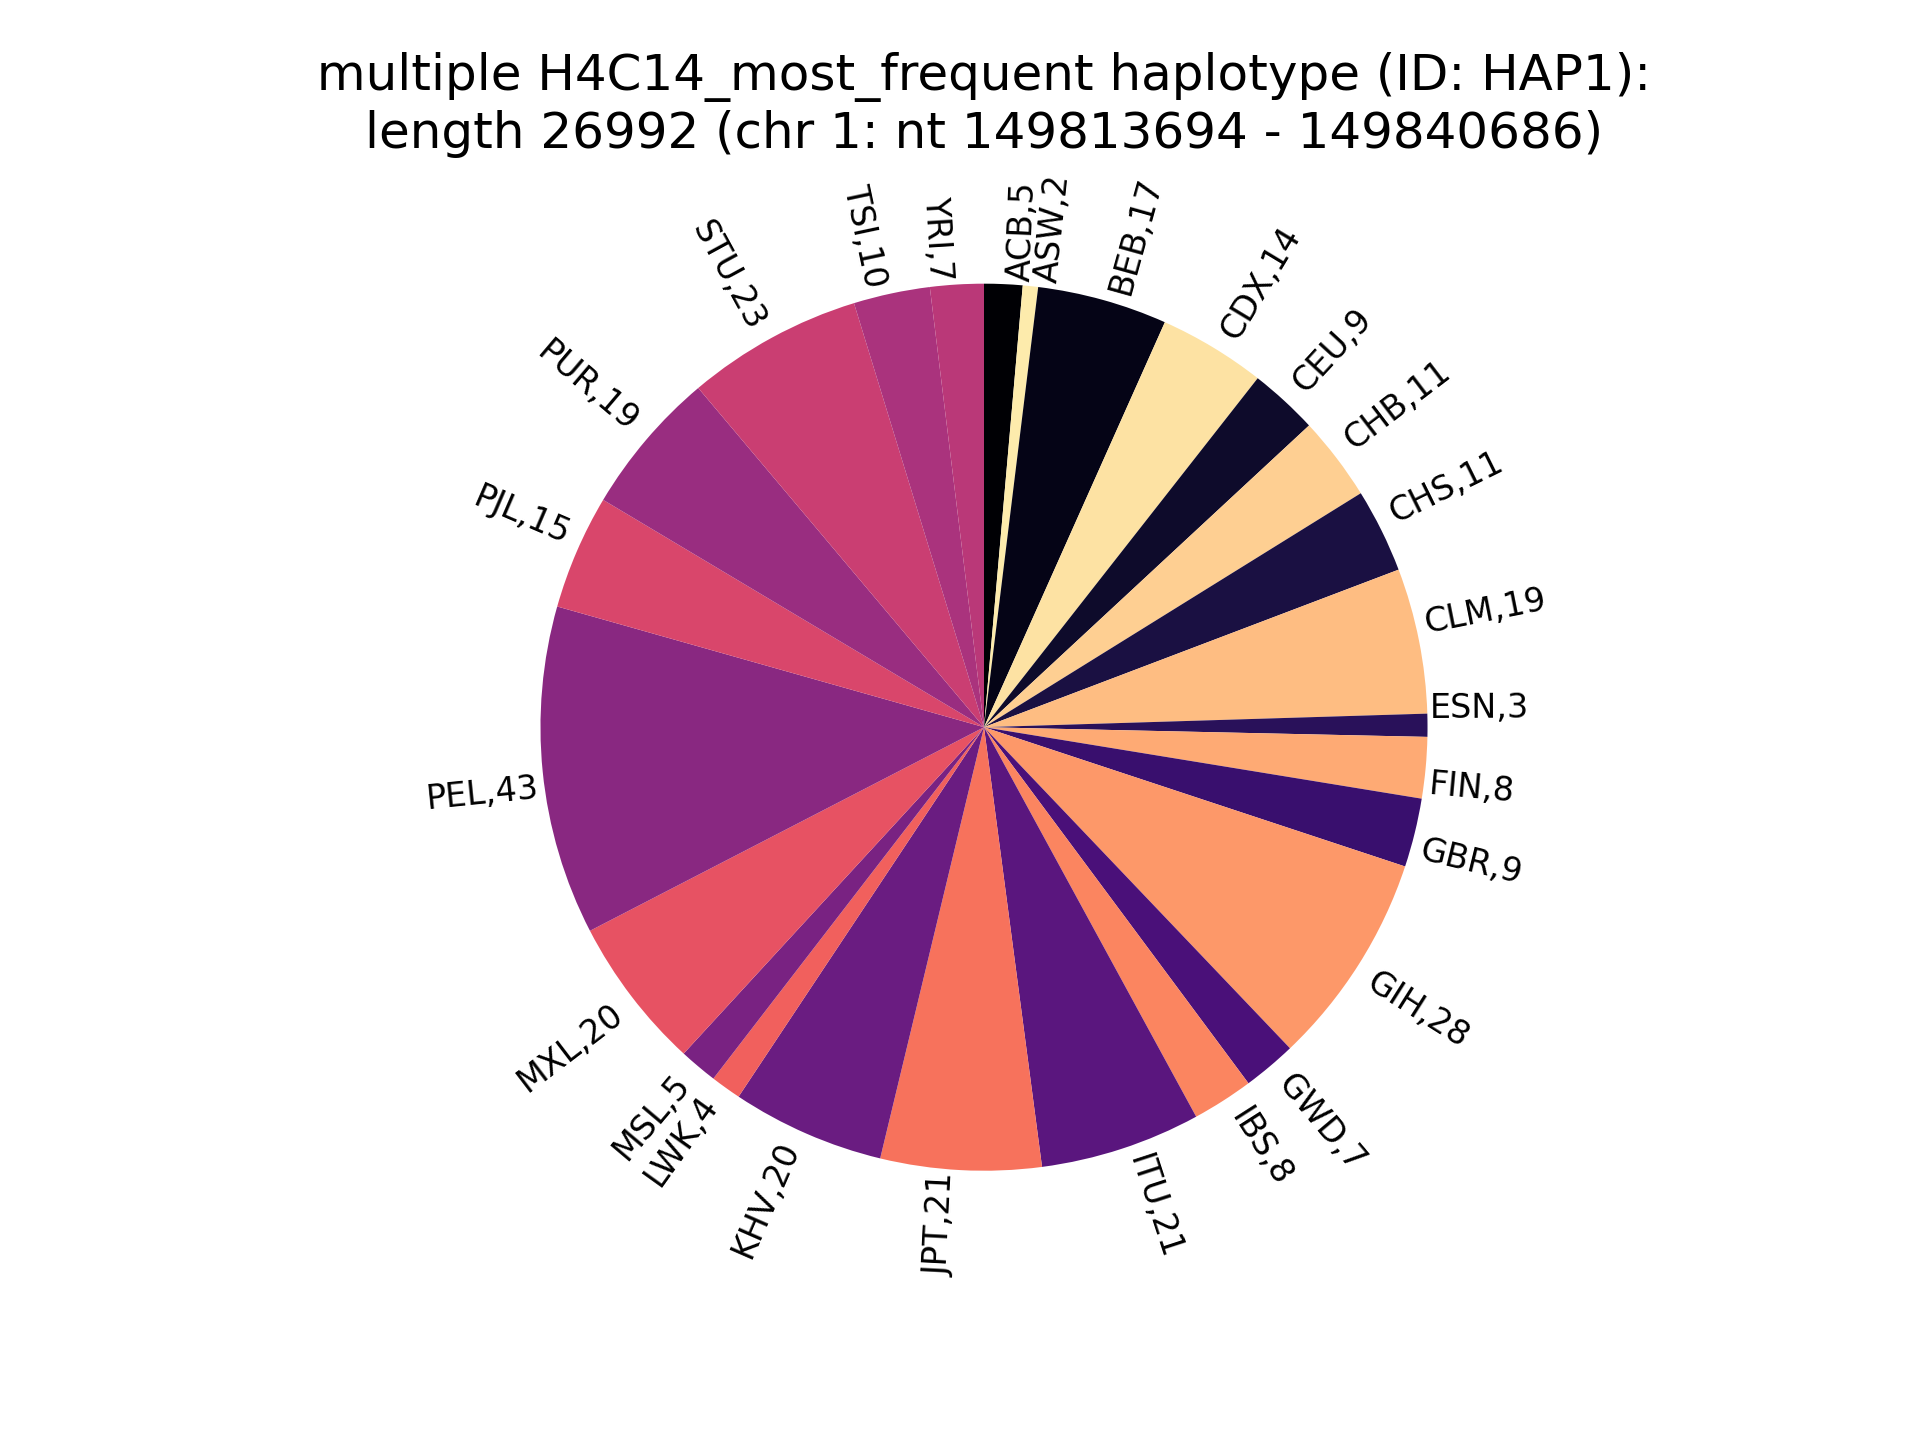 multiple H4C14_most_frequent haplotype (ID: HAP1):
length 26992 (chr 1: nt 149813694 - 149840686)
ACB,5
ASW,2
BEB,17
CDX,14
CEU,9
CHB,11
CHS,11
CLM,19
ESN,3
FIN,8
GBR,9
GIH,28
GWD,7
IBS,8
ITU,21
JPT,21
KHV,20
LWK,4
MSL,5
MXL,20
PEL,43
PJL,15
PUR,19
STU,23
TSI,10
YRI,7